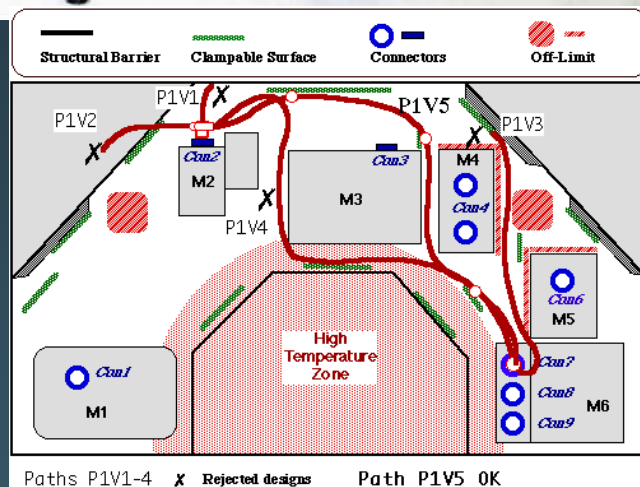 Structural Barrier Clampable Surface Connectors Off-Limit
P1V1
P1V2
P1V5
P1V3
Con2
M2
Con3
M3
M4
Con4
P1V4
Con6
M5
High
Temperature
Zone
Con1
M1
Con7
Con8
Con9
M6
Paths P1V1-4 x Rejected designs Path P1V5 OK